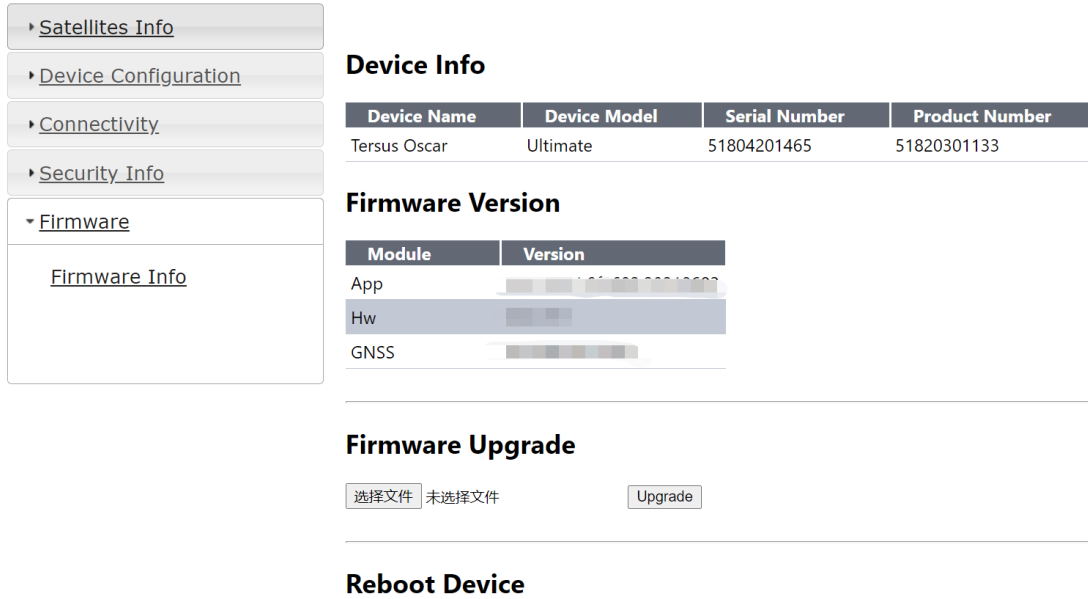 Satellites Info
Device Configuration
Connectivity
Security Info
Firmware
Firmware Info
Device Info
Device Name Device Model Serial Number Product Number
Tersus Oscar Ultimate 51804201465 51820301133
Firmware Version
Module Version
App
Hw
GNSS
Firmware Upgrade
选择文件 未选择文件 Upgrade
Reboot Device